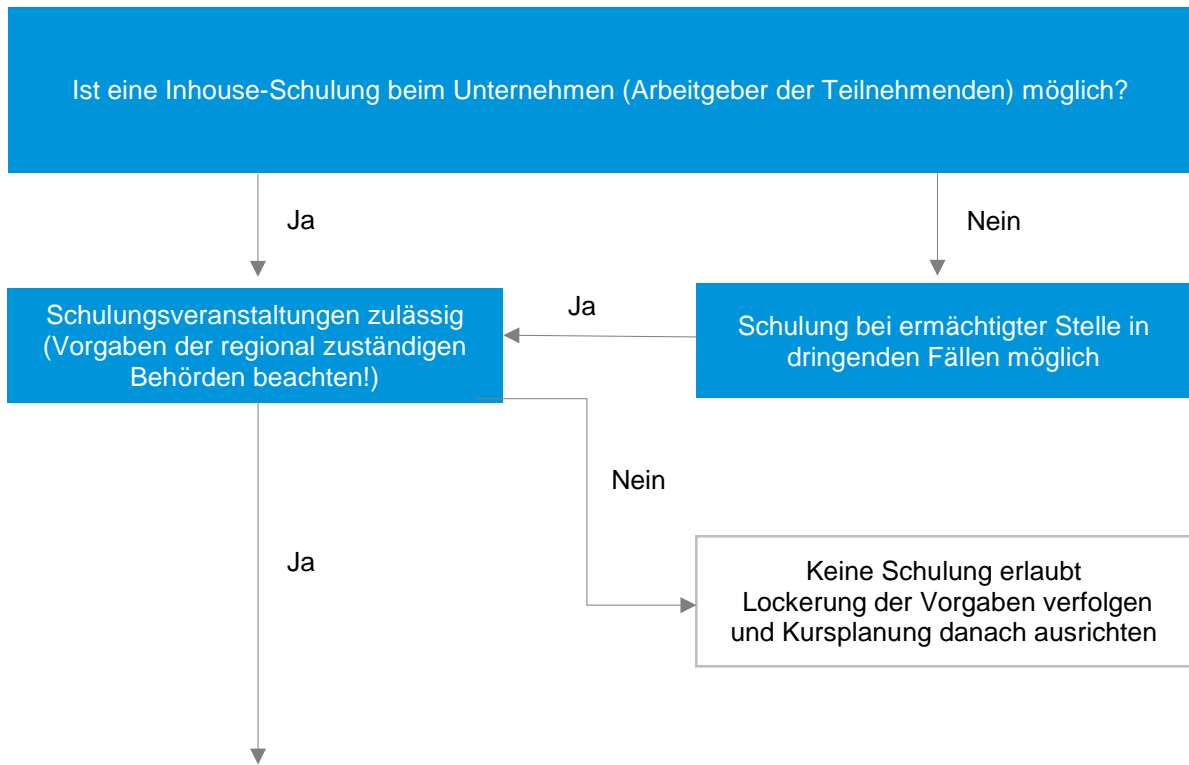 Ist eine Inhouse-Schulung beim Unternehmen (Arbeitgeber der Teilnehmenden) möglich?
Ja
Nein
Schulungsveranstaltungen zulässig
(Vorgaben der regional zuständigen
Behörden beachten!)
Ja
Schulung bei ermächtigter Stelle in
dringenden Fällen möglich
Nein
Ja
Keine Schulung erlaubt
Lockerung der Vorgaben verfolgen
und Kursplanung danach ausrichten